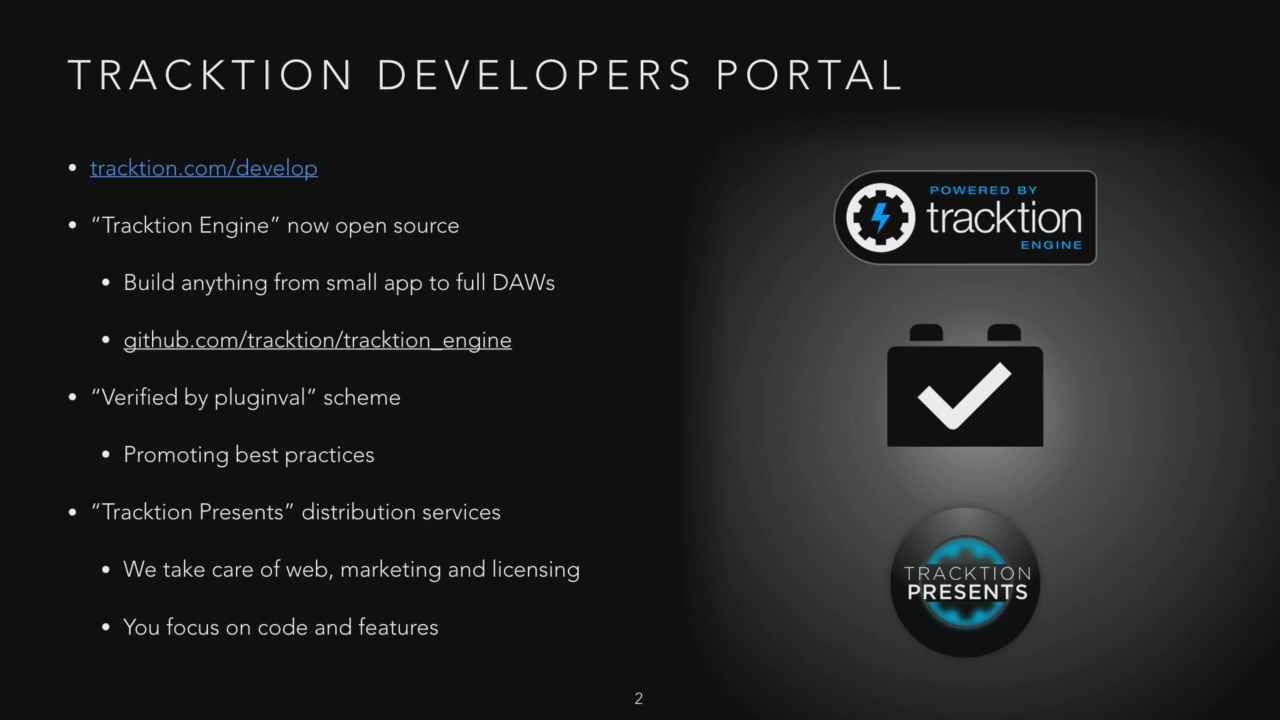 TRACKTION DEVELOPERS PORTAL
• tracktion.com/develop
• “Tracktion Engine” now open source
• Build anything from small app to full DAWs
• github.com/tracktion/tracktion_engine
• “Verified by pluginval” scheme
• Promoting best practices
• “Tracktion Presents” distribution services
• We take care of web, marketing and licensing
• You focus on code and features
POWERED BY
tracktion
ENGINE
TRACKTION
PRESENTS
2